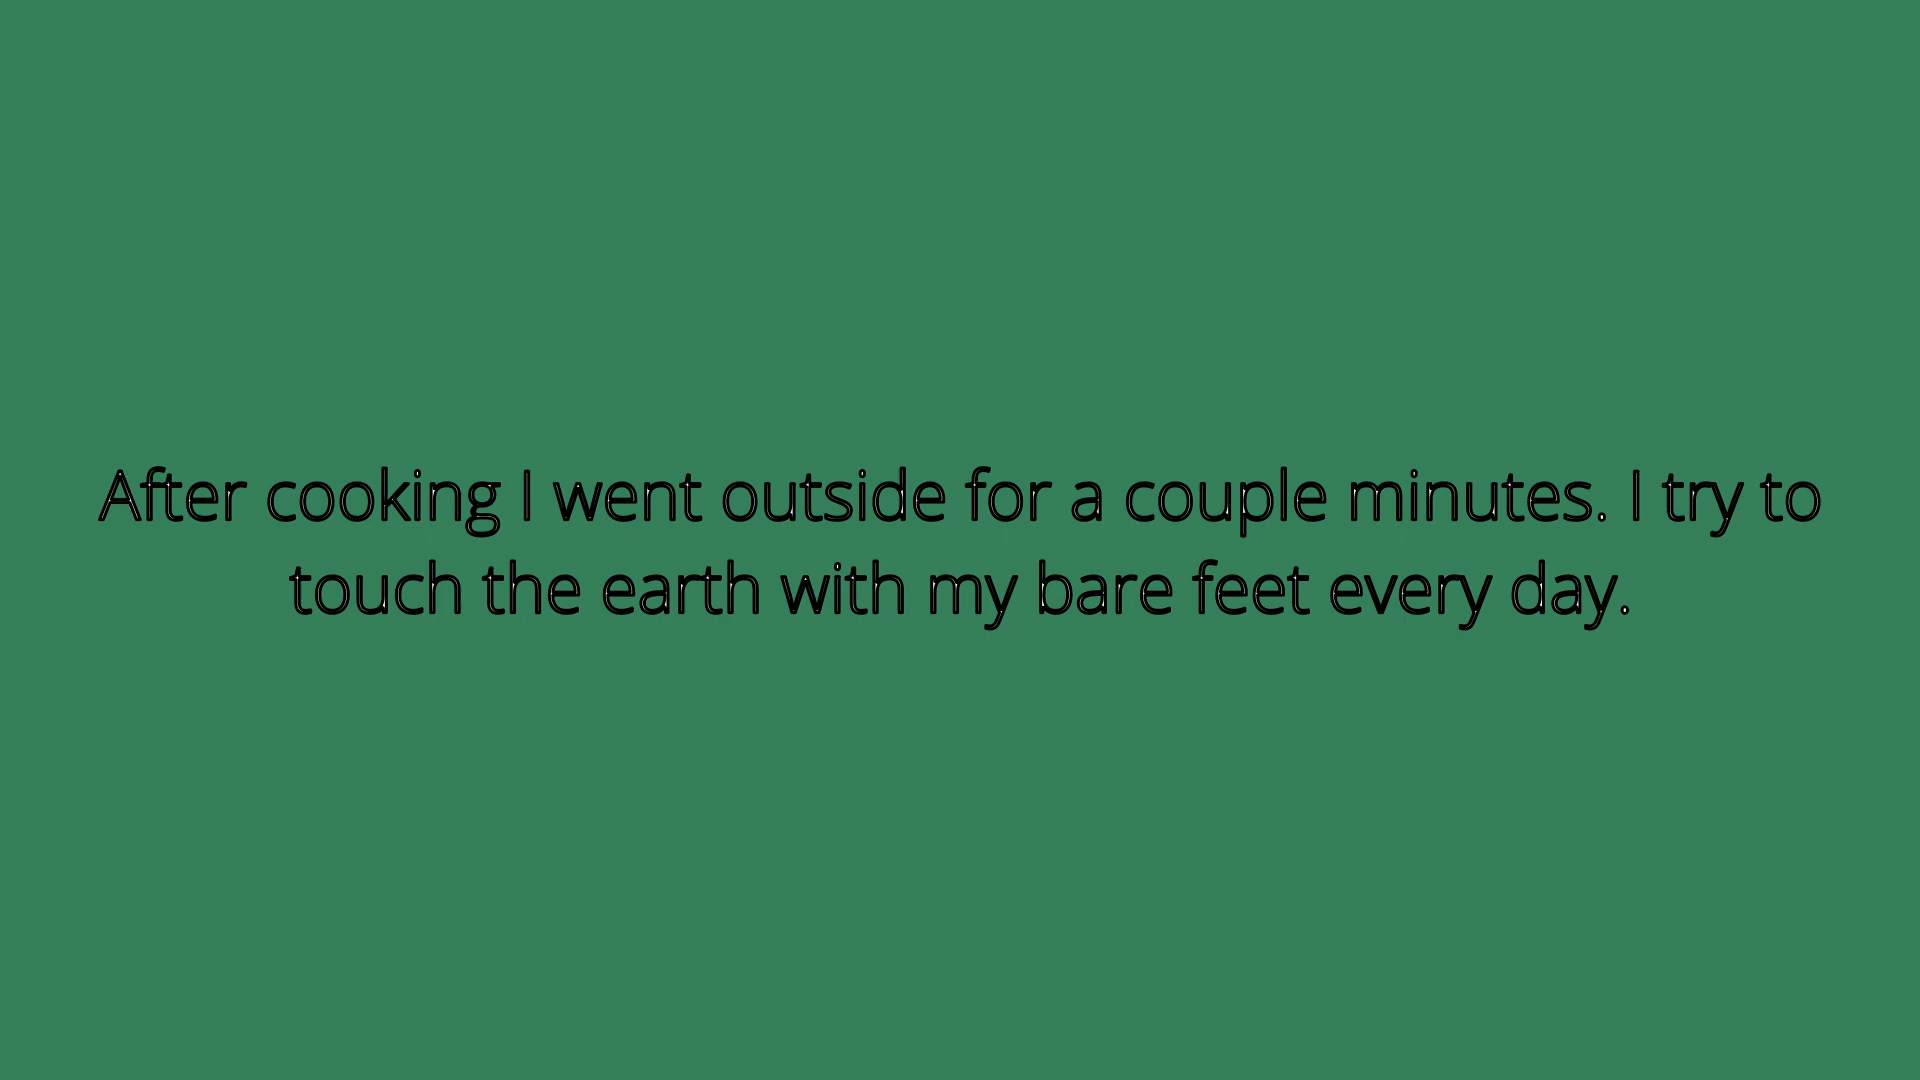 After cooking I went outside for a couple minutes. I try to
touch the earth with my bare feet every day.